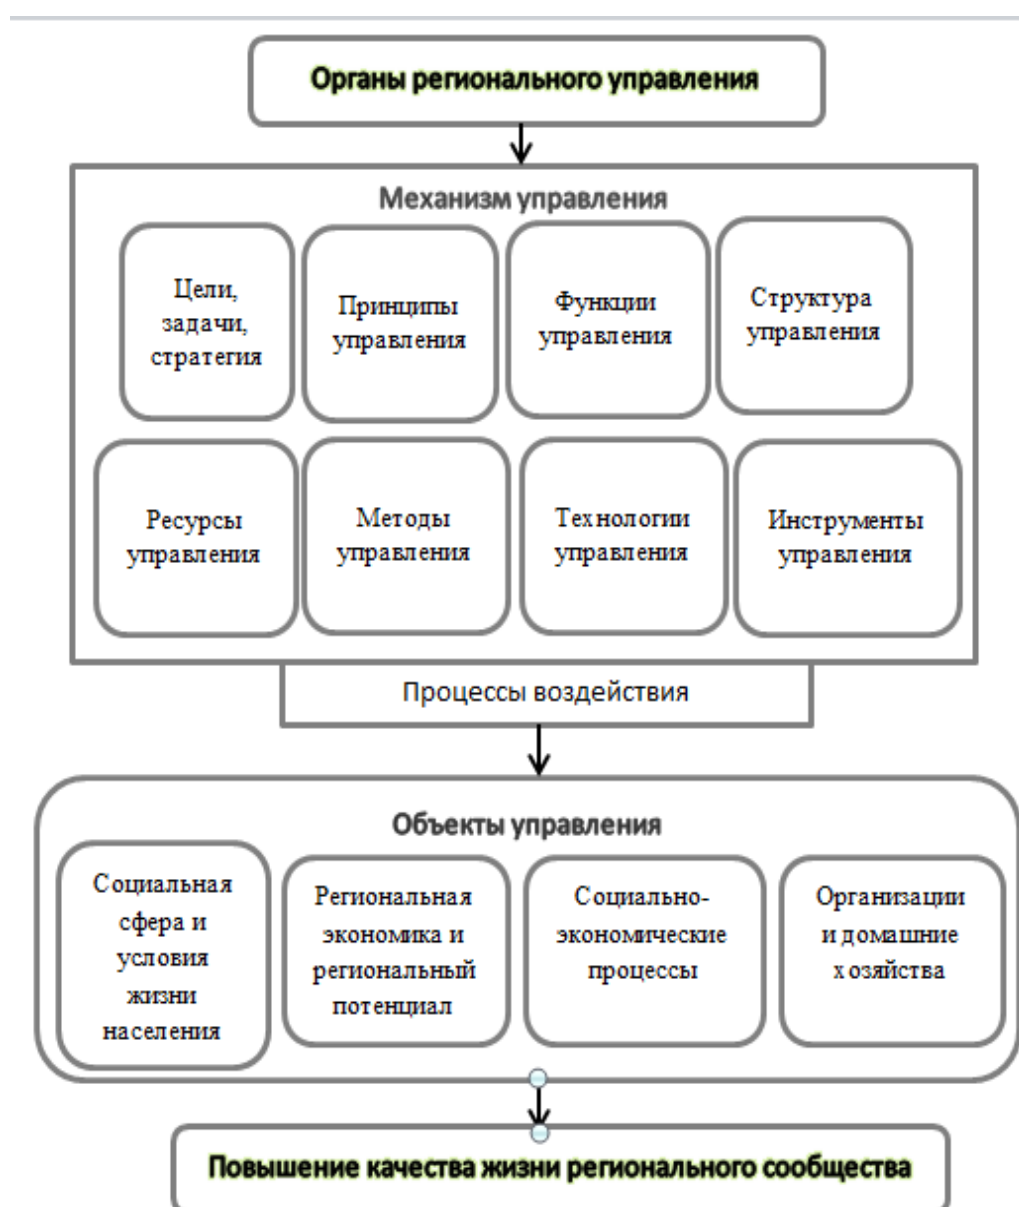 Органы регионального управления
Механизм управления
Цели,
задачи,
стратегия
Принципы
управления
Функции
управления
Структура
управления
Ресурсы
управления
Методы
управления
Технологии
управления
Инструменты
управления
Процессы воздействия
Объекты управления
Социальная
сфера и
условия
жизни
населения
Региональная
экономика и
региональный
потенциал
Социально-
экономические
процессы
Организации
и домашние
хозяйства
Повышение качества жизни регионального сообщества